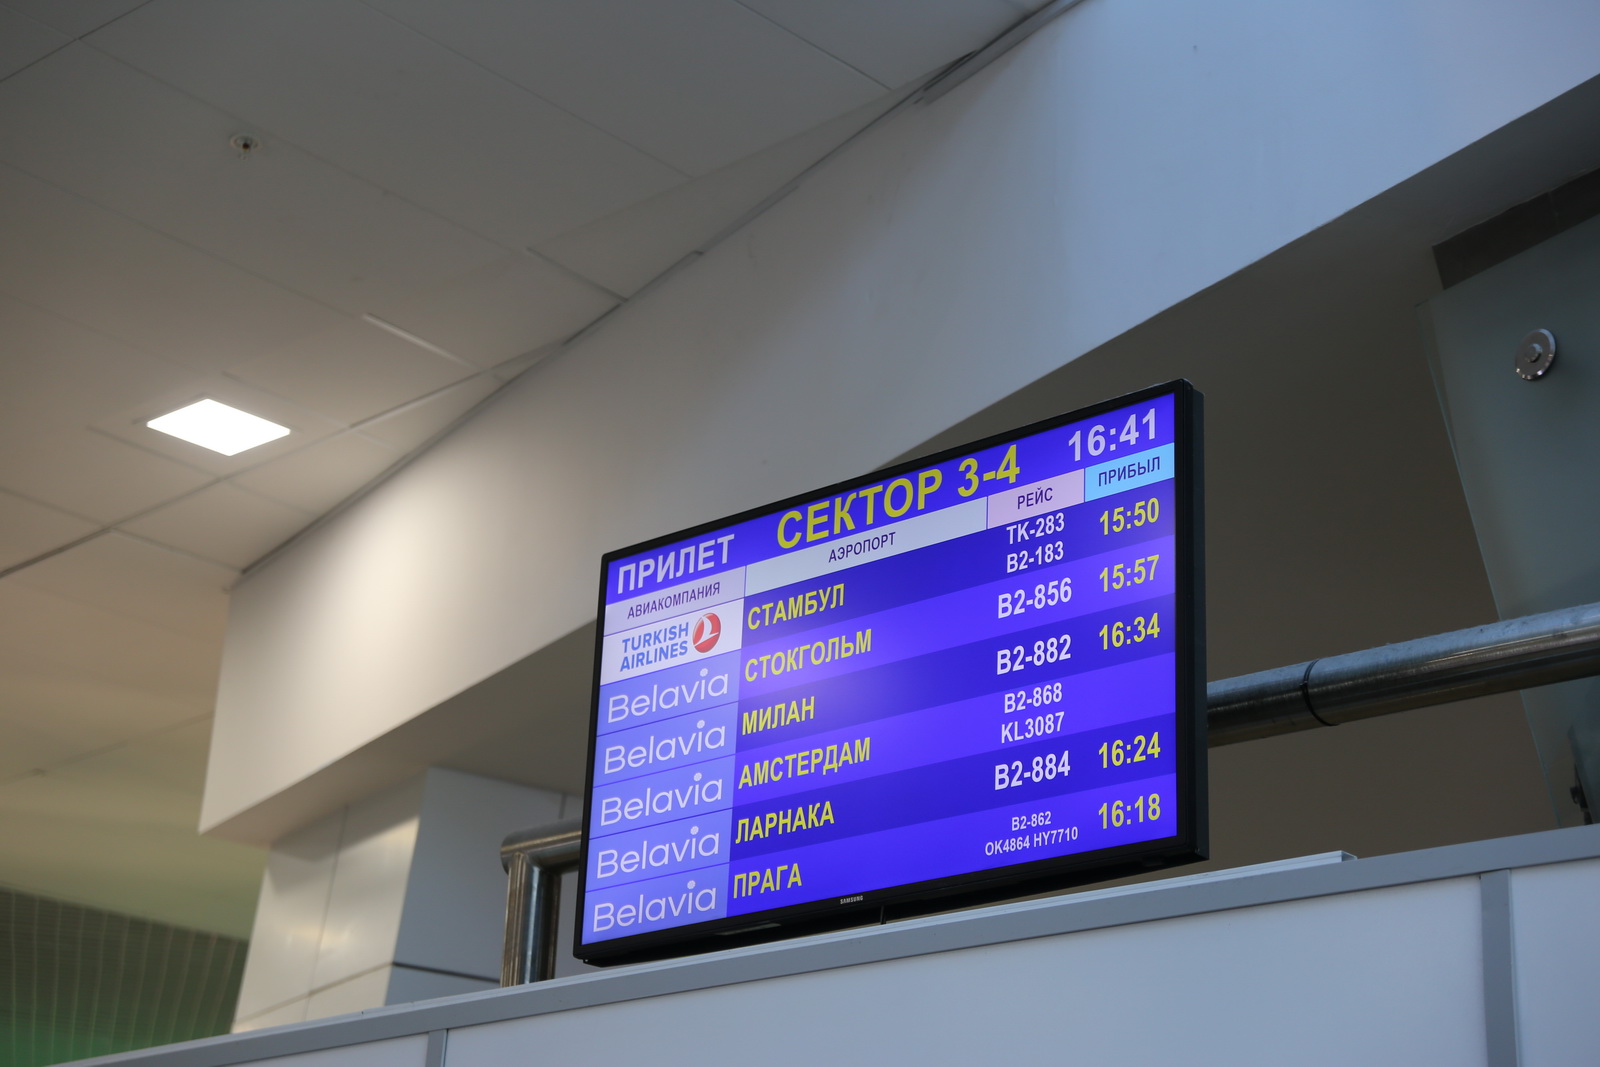 ПРИЛЕТ СЕКТОР 3-4 16:41
АВИАКОМПАНИЯ АЭРОПОРТ РЕЙС ПРИБЫЛ
TURKISH AIRLINES СТАМБУЛ TK-283 B2-183 15:50
Belavia СТОКГОЛЬМ B2-856 15:57
Belavia МИЛАН B2-882 16:34
Belavia АМСТЕРДАМ B2-868 KL3087
Belavia ЛАРНАКА B2-884 16:24
Belavia ПРАГА B2-862 OK4864 HY7710 16:18
SAMSUNG